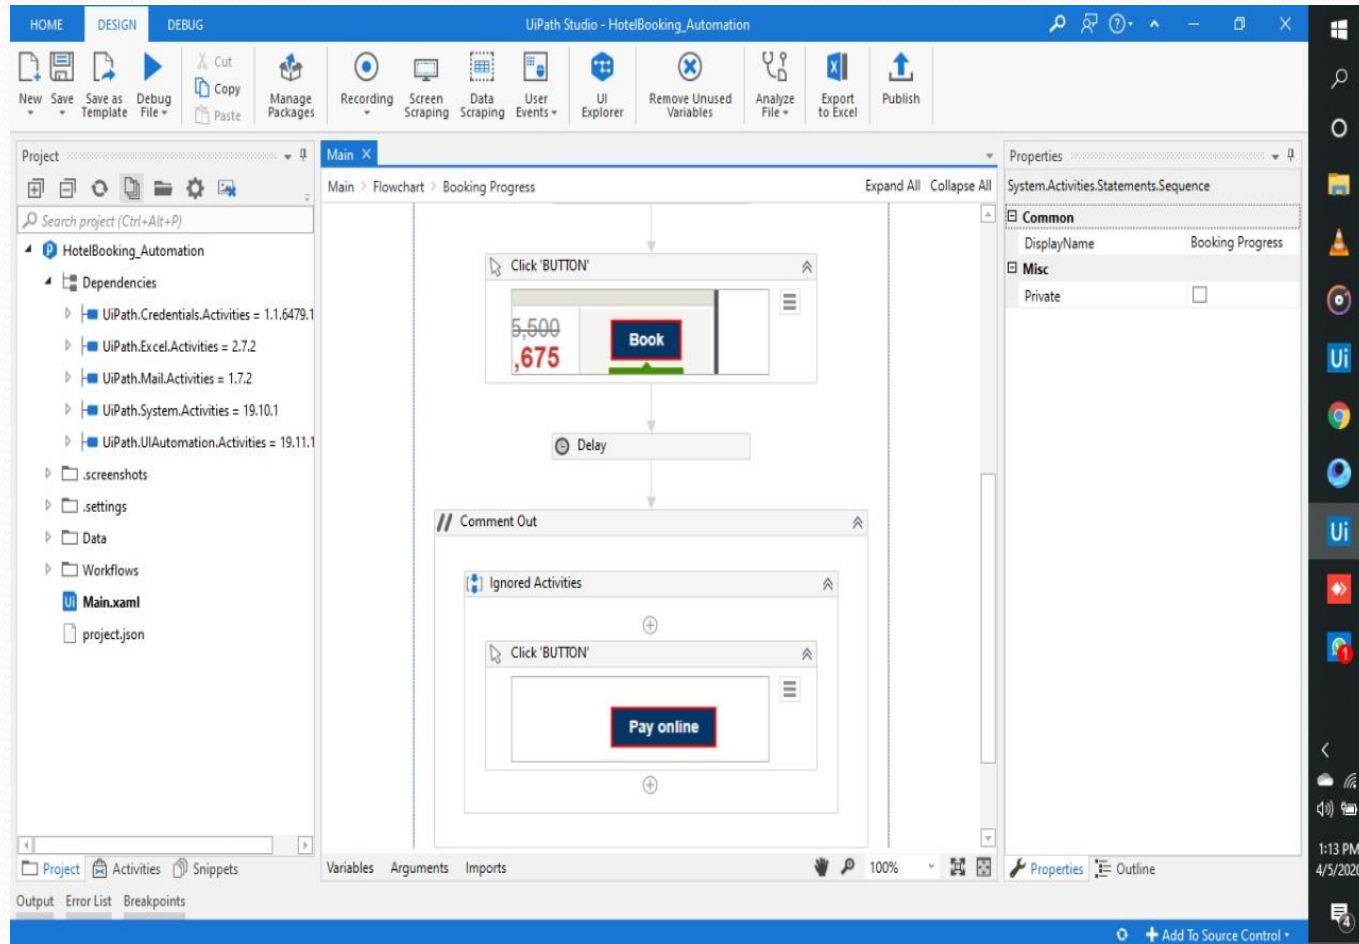 HOME DESIGN DEBUG UiPath Studio - HotelBooking_Automation
New Save Save as Template Debug File Cut Copy Paste Manage Packages Recording Screen Scraping Data Scraping User Events UI Explorer Remove Unused Variables Analyze File Export to Excel Publish
Project
Search project (Ctrl+Alt+P)
HotelBooking_Automation
Dependencies
UiPath.Credentials.Activities = 1.1.6479.1
UiPath.Excel.Activities = 2.7.2
UiPath.Mail.Activities = 1.7.2
UiPath.System.Activities = 19.10.1
UiPath.UIAutomation.Activities = 19.11.1
.screenshots
.settings
Data
Workflows
Main.xaml
project.json
Project Activities Snippets
Output Error List Breakpoints
Main
Main > Flowchart > Booking Progress Expand All Collapse All
Click 'BUTTON'
5,500
,675
Book
Delay
// Comment Out
Ignored Activities
Click 'BUTTON'
Pay online
Variables Arguments Imports 100%
Properties
System.Activities.Statements.Sequence
Common
DisplayName Booking Progress
Misc
Private
Properties Outline
Add To Source Control
Ui
Ui
1
1:13 PM
4/5/2020
4